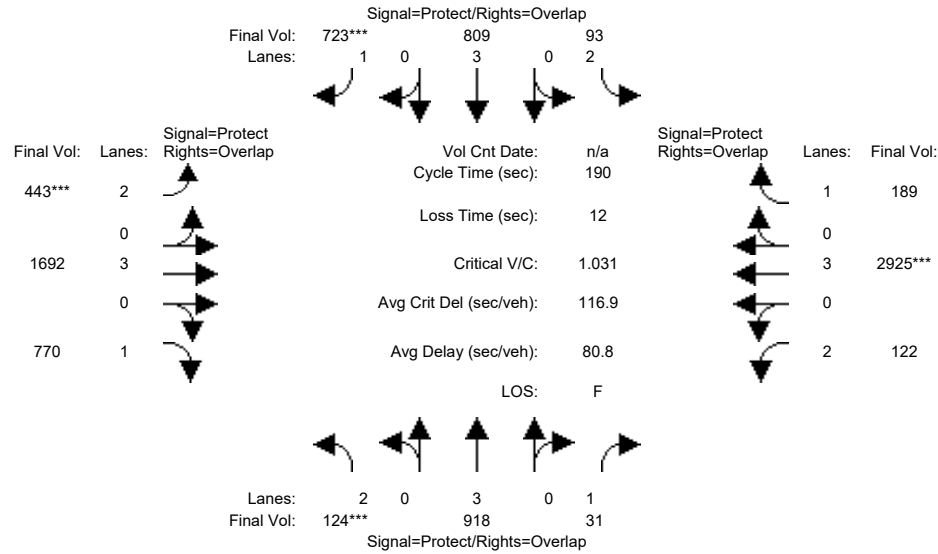 Signal=Protect/Rights=Overlap
Final Vol: 723*** 809 93
Lanes: 1 0 3 0 2
Signal=Protect
Final Vol: Lanes: Rights=Overlap
Vol Cnt Date: n/a
Signal=Protect
Rights=Overlap Lanes: Final Vol:
Cycle Time (sec): 190
443*** 2
1 189
Loss Time (sec): 12
0
0
1692 3
Critical V/C: 1.031
3 2925***
0
Avg Crit Del (sec/veh): 116.9
0
770 1
Avg Delay (sec/veh): 80.8
2 122
LOS: F
Lanes: 2 0 3 0 1
Final Vol: 124*** 918 31
Signal=Protect/Rights=Overlap